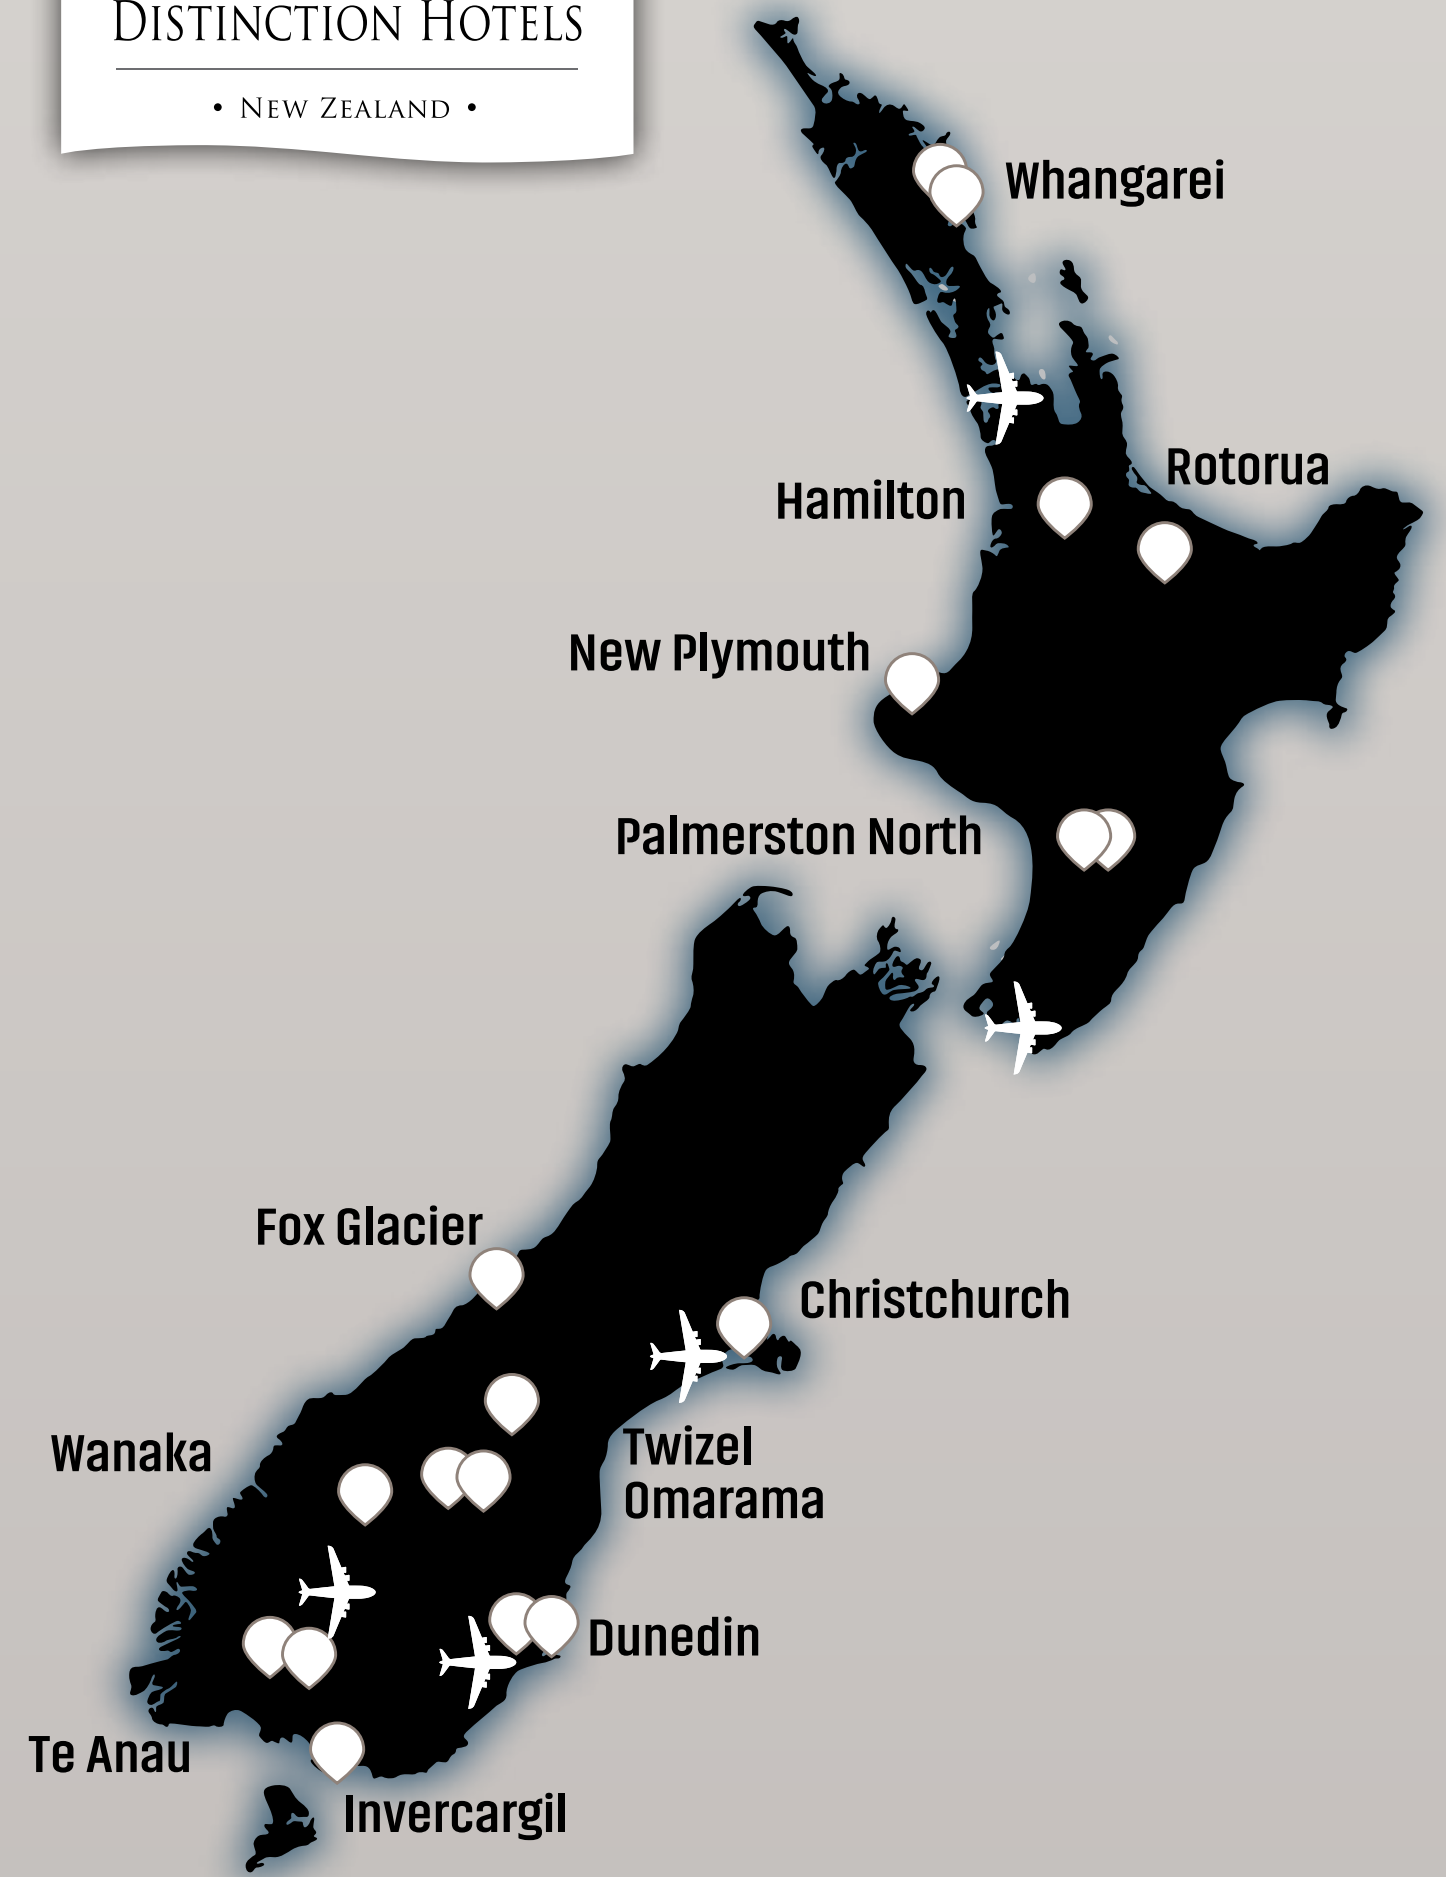 DISTINCTION HOTELS
• NEW ZEALAND •
Whangarei
Rotorua
Hamilton
New Plymouth
Palmerston North
Fox Glacier
Christchurch
Wanaka
Twizel
Omarama
Dunedin
Te Anau
Invercargil